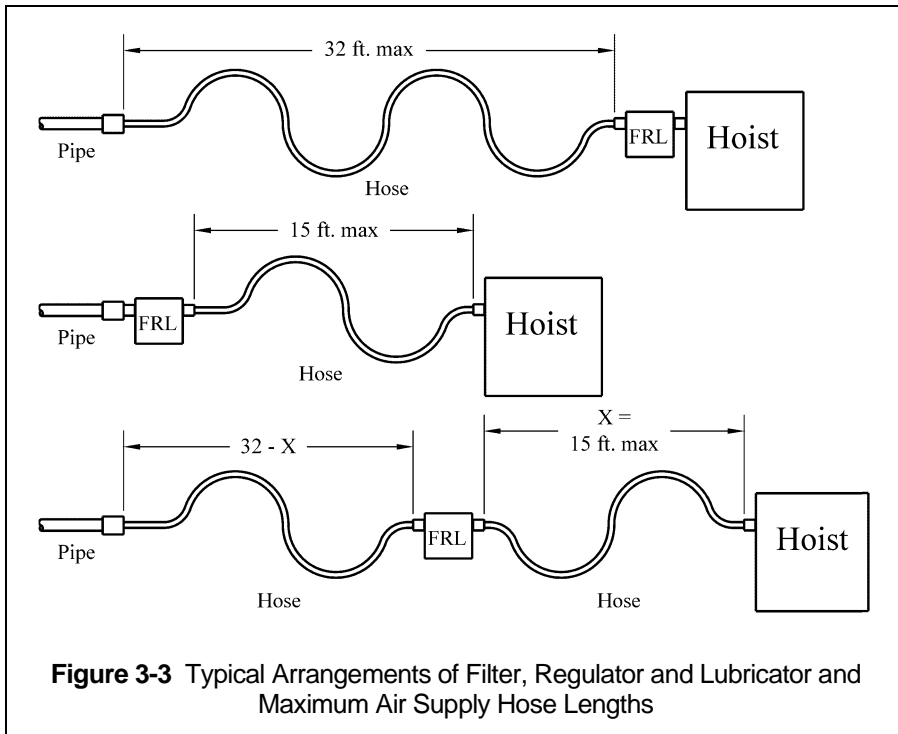 32 ft. max
Pipe
Hose
FRL
Hoist
15 ft. max
Pipe
FRL
Hose
Hoist
32 - X
X =
15 ft. max
Pipe
Hose
FRL
Hose
Hoist
Figure 3-3 Typical Arrangements of Filter, Regulator and Lubricator and
Maximum Air Supply Hose Lengths